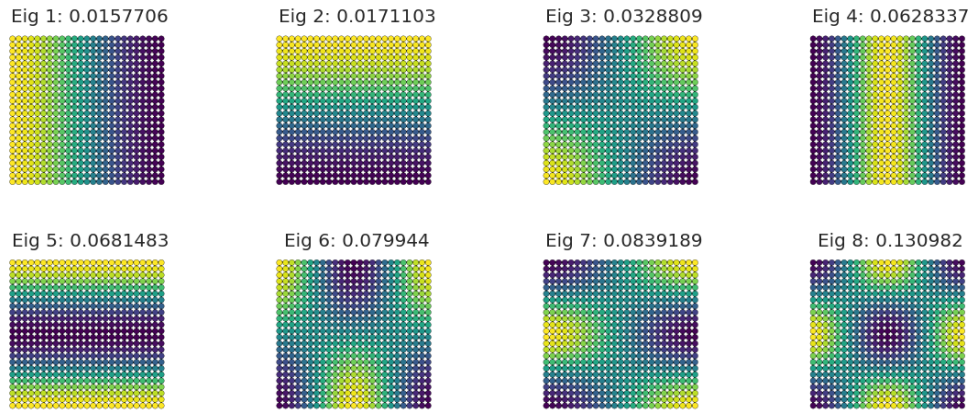 Eig 1: 0.0157706
Eig 2: 0.0171103
Eig 3: 0.0328809
Eig 4: 0.0628337
Eig 5: 0.0681483
Eig 6: 0.079944
Eig 7: 0.0839189
Eig 8: 0.130982